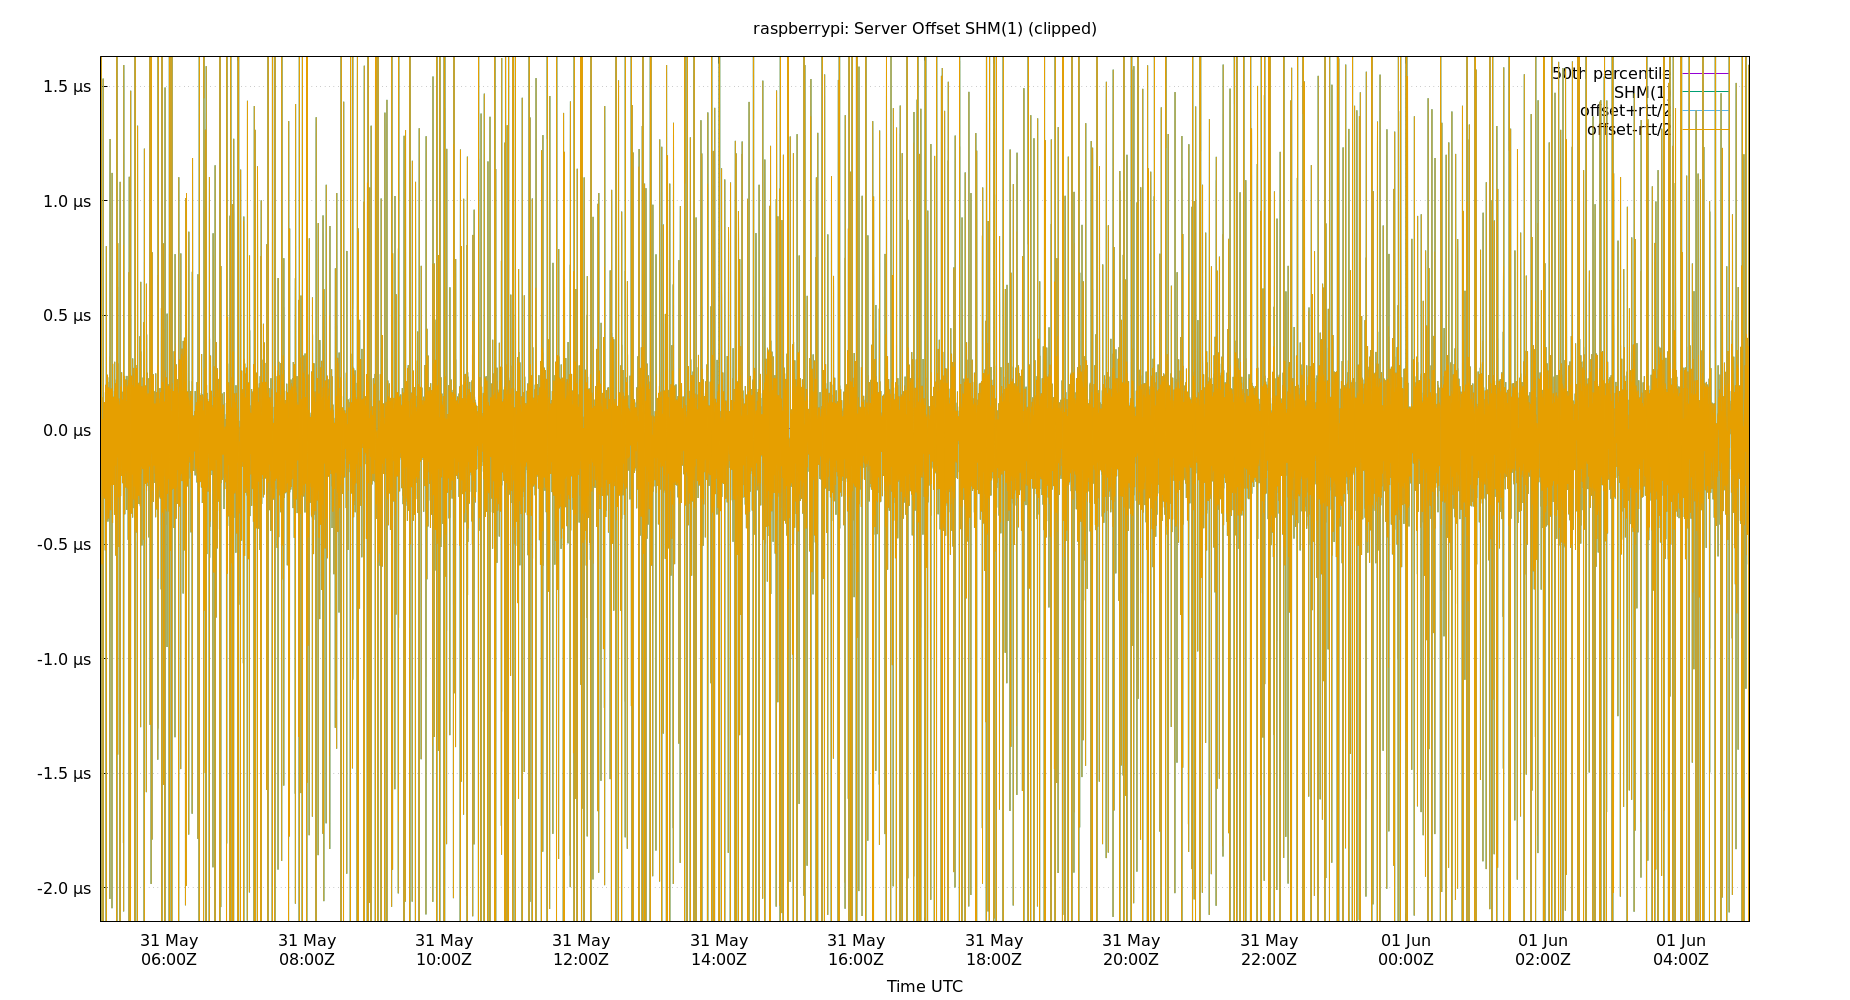 raspberrypi: Server Offset SHM(1) (clipped)
50th percentile
SHM(1)
offset+rtt/2
offset-rtt/2
1.5 µs
1.0 µs
0.5 µs
0.0 µs
-0.5 µs
-1.0 µs
-1.5 µs
-2.0 µs
31 May 31 May 31 May 31 May 31 May 31 May 31 May 31 May 31 May 01 Jun 01 Jun 01 Jun
06:00Z 08:00Z 10:00Z 12:00Z 14:00Z 16:00Z 18:00Z 20:00Z 22:00Z 00:00Z 02:00Z 04:00Z
Time UTC